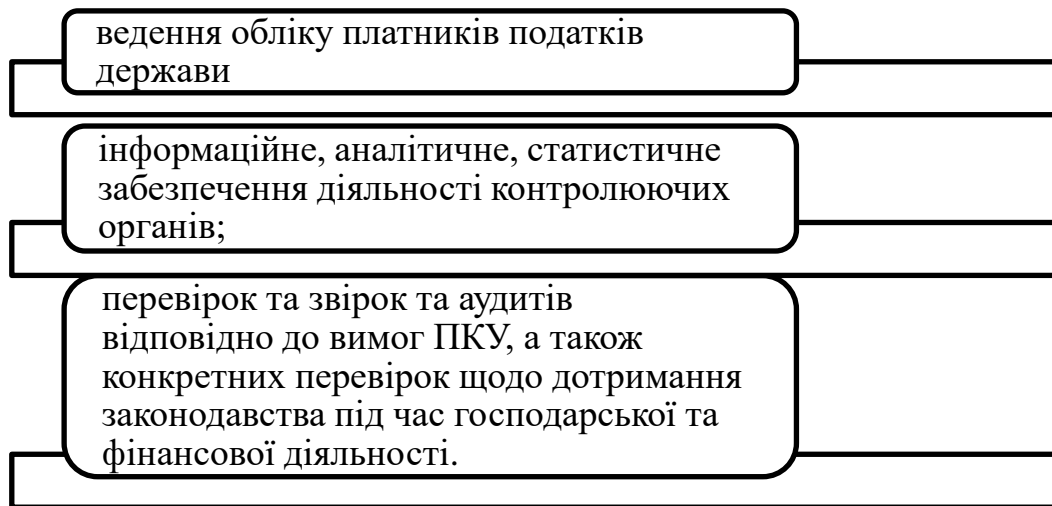 ведення обліку платників податків
держави
інформаційне, аналітичне, статистичне
забезпечення діяльності контролюючих
органів;
перевірок та звірок та аудитів
відповідно до вимог ПКУ, а також
конкретних перевірок щодо дотримання
законодавства під час господарської та
фінансової діяльності.